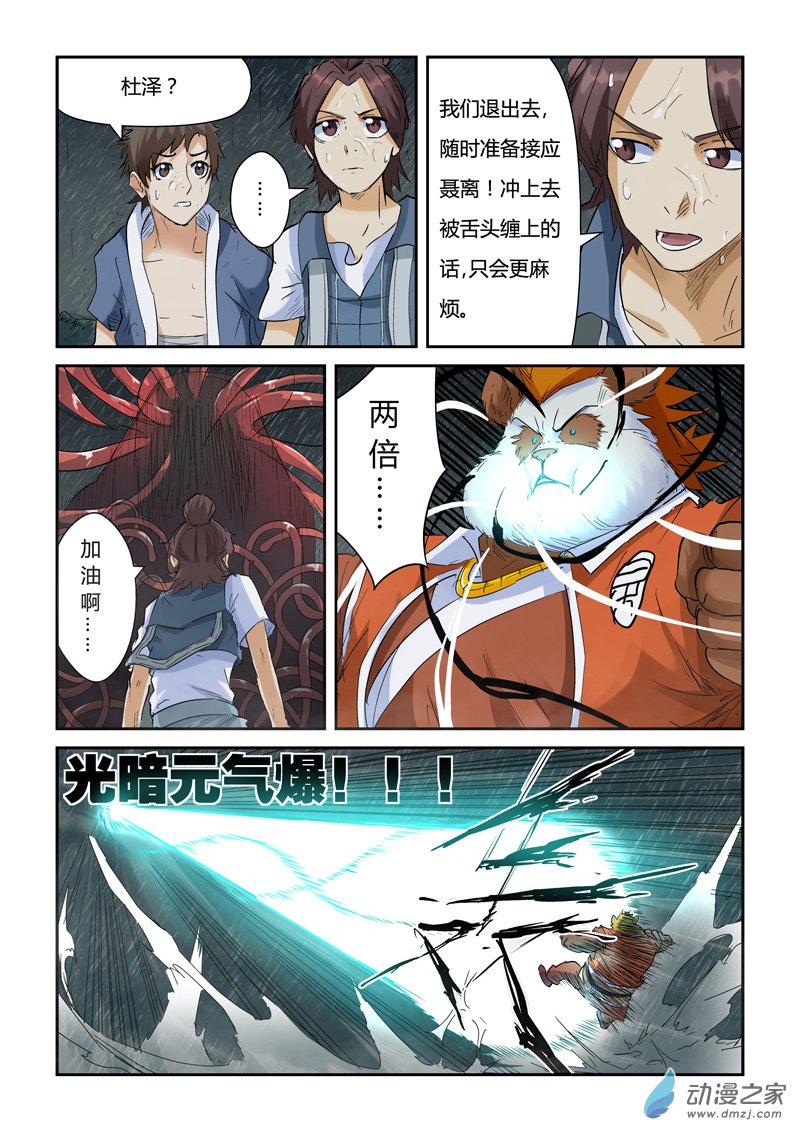 杜泽？
……
我们退出去，
随时准备接应
聂离！冲上去
被舌头缠上的
话，只会更麻
烦。
加油啊……
两倍……
光暗元气爆！！！
动漫之家
www.dmzj.com